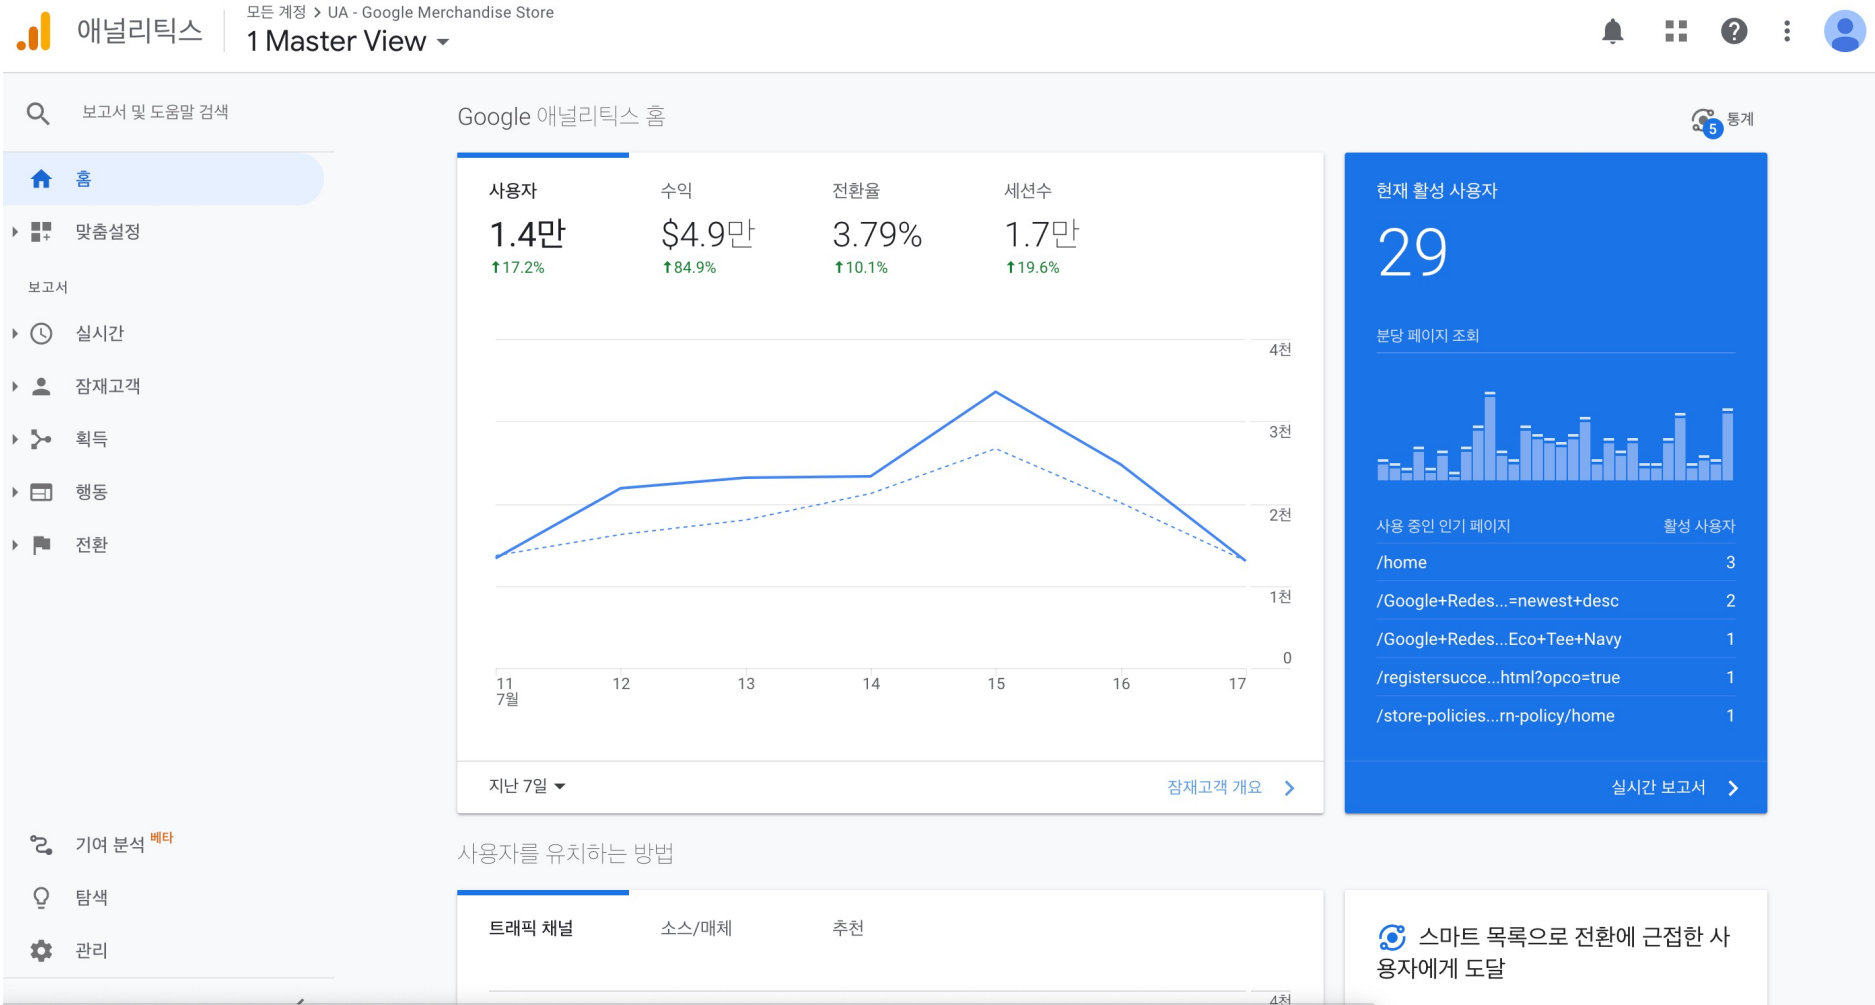 애널리틱스
모든 계정 > UA - Google Merchandise Store
1 Master View
보고서 및 도움말 검색
홈
맞춤설정
보고서
실시간
잠재고객
획득
행동
전환
기여 분석 베타
탐색
관리
Google 애널리틱스 홈
5 통계
사용자 수익 전환율 세션수
1.4만 $4.9만 3.79% 1.7만
↑17.2% ↑84.9% ↑10.1% ↑19.6%
4천
3천
2천
1천
0
11 12 13 14 15 16 17
7월
지난 7일
잠재고객 개요
현재 활성 사용자
29
분당 페이지 조회
사용 중인 인기 페이지 활성 사용자
/home 3
/Google+Redes...=newest+desc 2
/Google+Redes...Eco+Tee+Navy 1
/registersucce...html?opco=true 1
/store-policies...rn-policy/home 1
실시간 보고서
사용자를 유치하는 방법
트래픽 채널 소스/매체 추천
4천
스마트 목록으로 전환에 근접한 사
용자에게 도달